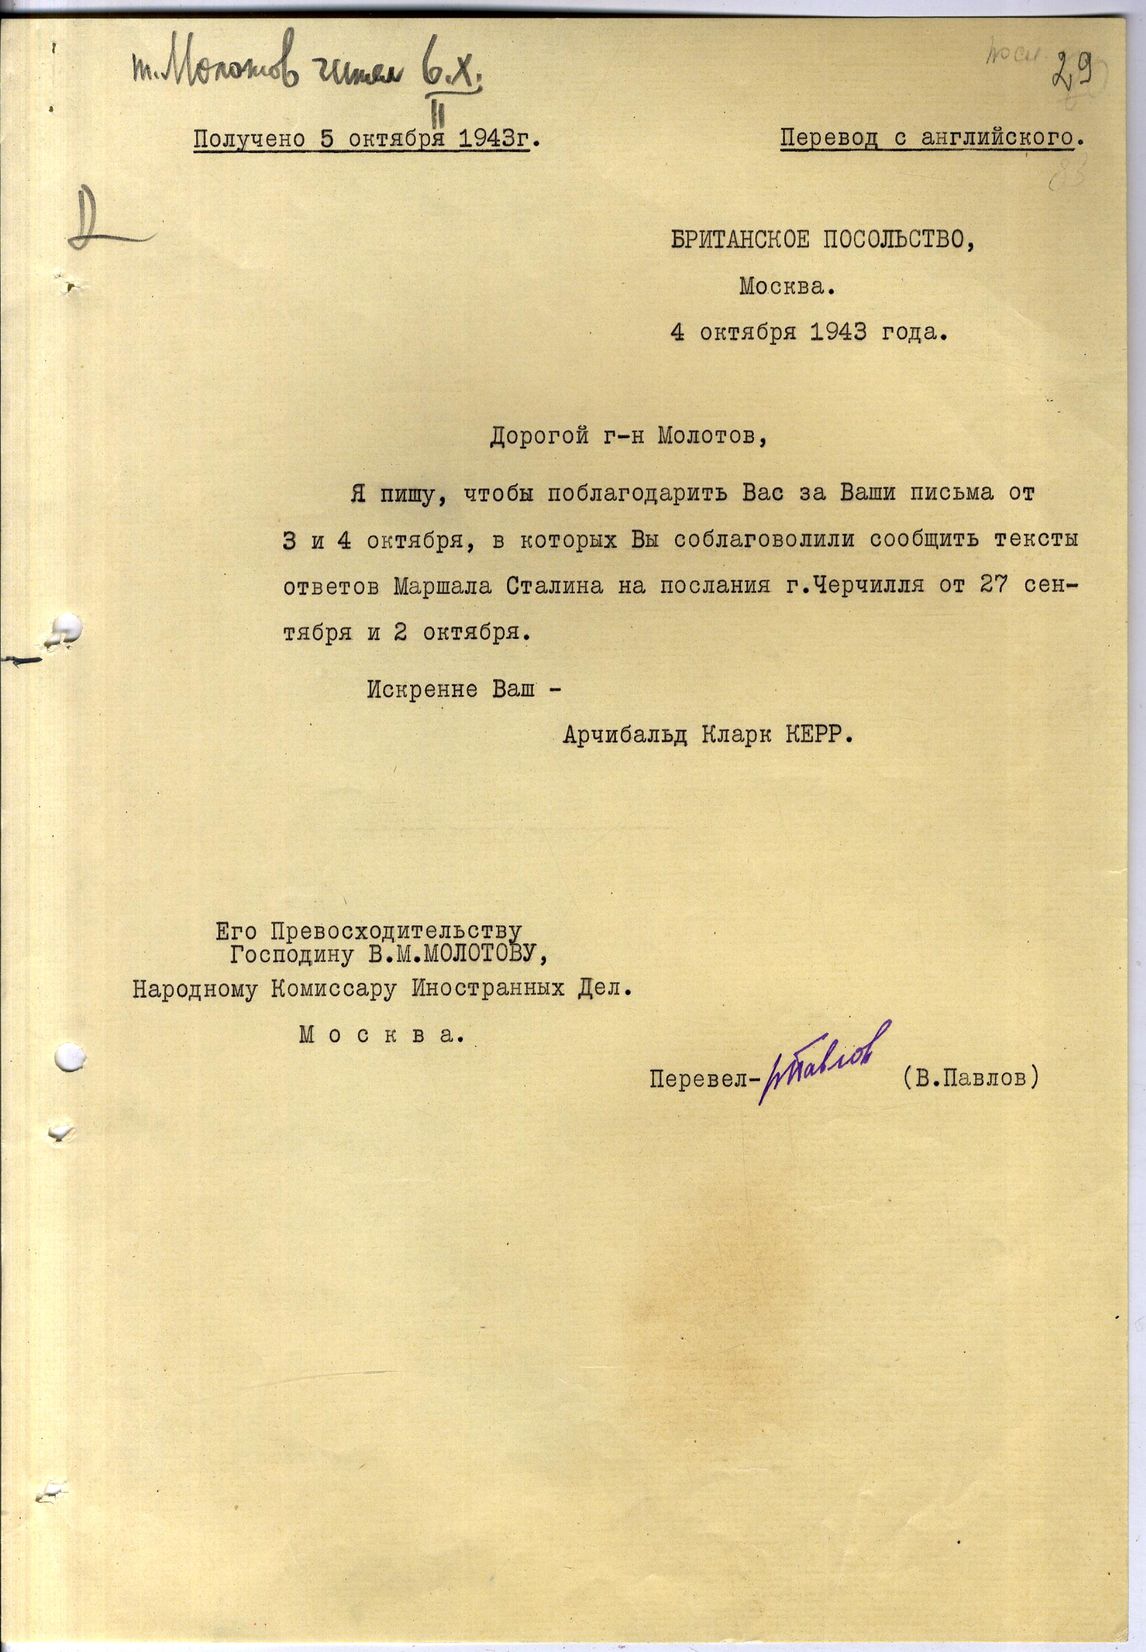 т. Молотов читал 6.X.
II
29
Получено 5 октября 1943г.
Перевод с английского.
БРИТАНСКОЕ ПОСОЛЬСТВО,
Москва.
4 октября 1943 года.
Дорогой г-н Молотов,
Я пишу, чтобы поблагодарить Вас за Ваши письма от
3 и 4 октября, в которых Вы соблаговолили сообщить тексты
ответов Маршала Сталина на послания г.Черчилля от 27 сен-
тября и 2 октября.
Искренне Ваш -
Арчибальд Кларк КЕРР.
Его Превосходительству
Господину В.М.МОЛОТОВУ,
Народному Комиссару Иностранных Дел.
М о с к в а.
Перевел- вПавлов (В.Павлов)